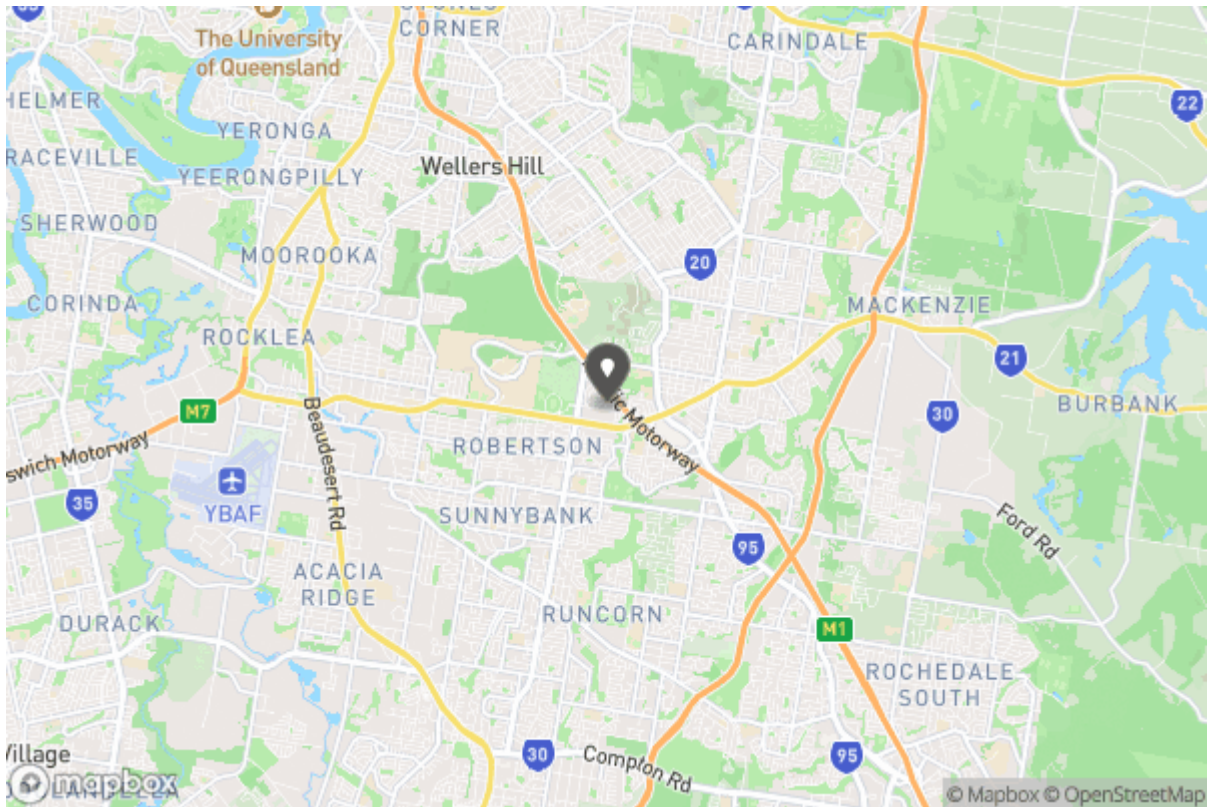 35
STONES
CORNER
The University
of Queensland
CARINDALE
22
HELMER
YERONGA
RACEVILLE
Wellers Hill
YEERONGPILLY
SHERWOOD
MOOROOKA
20
CORINDA
MACKENZIE
ROCKLEA
21
M7
ic Motorway
30
BURBANK
Beaudesert Rd
swich Motorway
ROBERTSON
35
YBAF
SUNNYBANK
Ford Rd
95
ACACIA
RIDGE
RUNCORN
DURACK
M1
ROCHEDALE
SOUTH
30
Compton Rd
95
Village
mapbox
© Mapbox © OpenStreetMap